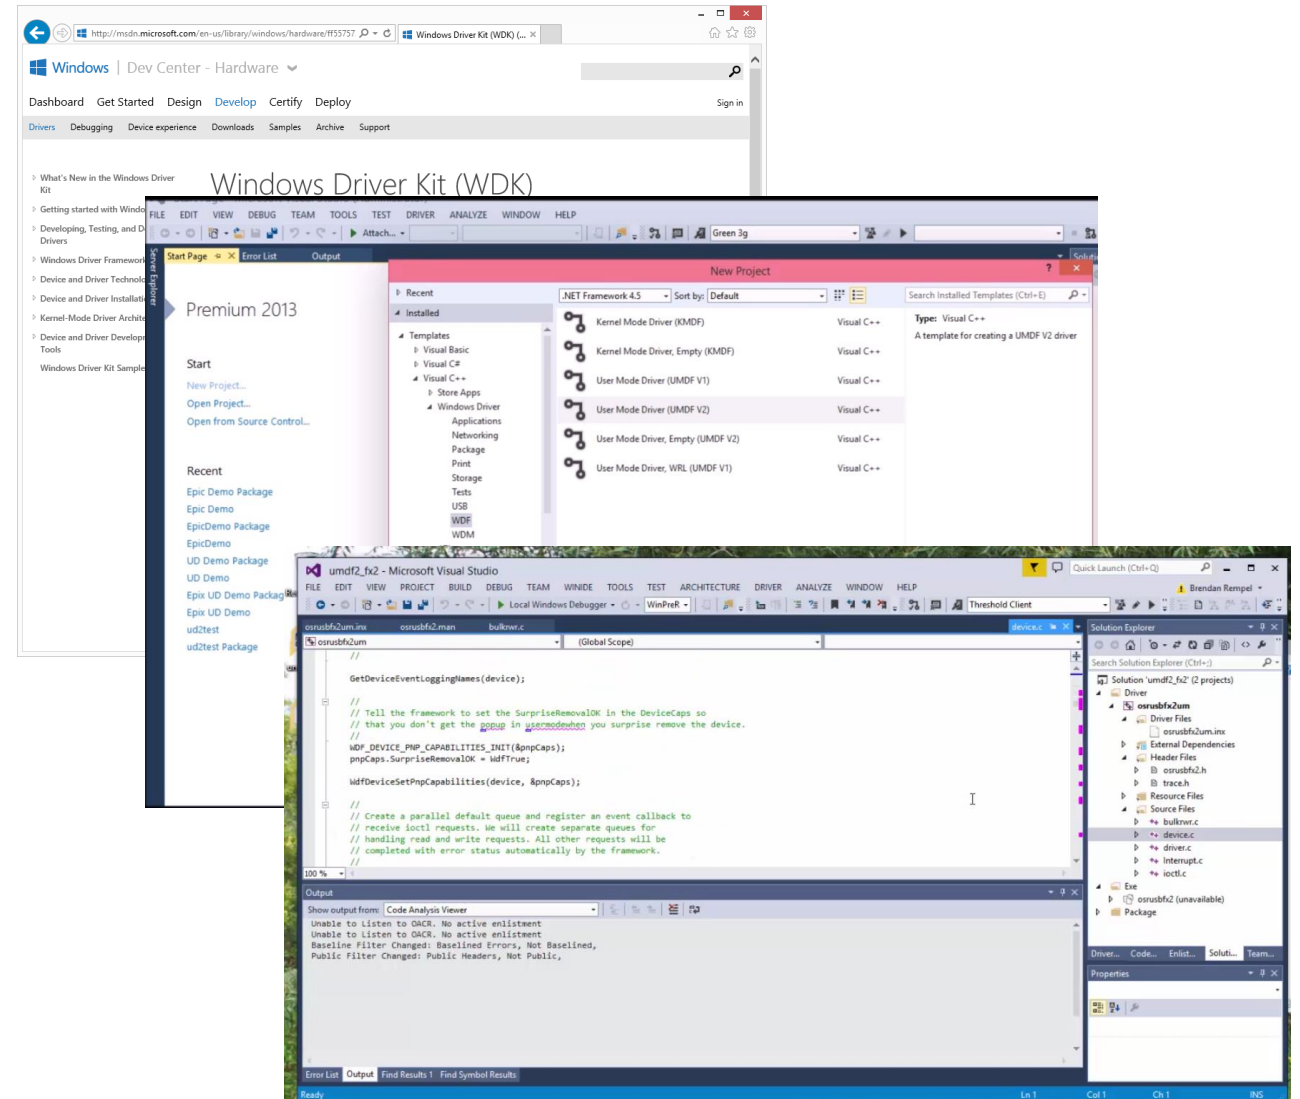 http://msdn.microsoft.com/en-us/library/windows/hardware/ff55757
Windows Driver Kit (WDK) (...
Windows | Dev Center - Hardware
Dashboard Get Started Design Develop Certify Deploy
Sign in
Drivers Debugging Device experience Downloads Samples Archive Support
What's New in the Windows Driver
Kit
Getting started with Windo
Developing, Testing, and D
Drivers
Windows Driver Framework
Device and Driver Technolo
Device and Driver Installati
Kernel-Mode Driver Archite
Device and Driver Develop
Tools
Windows Driver Kit Sample
Windows Driver Kit (WDK)
FILE EDIT VIEW DEBUG TEAM TOOLS TEST DRIVER ANALYZE WINDOW HELP
Attach...
Green 3g
Server Explorer
Start Page
Error List
Output
Solutio
Premium 2013
Start
New Project...
Open Project...
Open from Source Control...
Recent
Epic Demo Package
Epic Demo
EpicDemo Package
EpicDemo
UD Demo Package
UD Demo
Epix UD Demo Packag
Epix UD Demo
ud2test
ud2test Package
New Project
Recent
Installed
Templates
Visual Basic
Visual C#
Visual C++
Store Apps
Windows Driver
Applications
Networking
Package
Print
Storage
Tests
USB
WDF
WDM
.NET Framework 4.5 Sort by: Default
Search Installed Templates (Ctrl+E)
Kernel Mode Driver (KMDF) Visual C++
Kernel Mode Driver, Empty (KMDF) Visual C++
User Mode Driver (UMDF V1) Visual C++
User Mode Driver (UMDF V2) Visual C++
User Mode Driver, Empty (UMDF V2) Visual C++
User Mode Driver, WRL (UMDF V1) Visual C++
Type: Visual C++
A template for creating a UMDF V2 driver
umdf2_fx2 - Microsoft Visual Studio
Quick Launch (Ctrl+Q)
FILE EDIT VIEW PROJECT BUILD DEBUG TEAM WINIDE TOOLS TEST ARCHITECTURE DRIVER ANALYZE WINDOW HELP
Brendan Rempel
Local Windows Debugger
WinPreR
Threshold Client
osrusbfx2um.inx osrusbfx2.man bulkrwr.c
device.c
osrusbfx2um
(Global Scope)
//
GetDeviceEventLoggingNames(device);
//
// Tell the framework to set the SurpriseRemovalOK in the DeviceCaps so
// that you don't get the popup in usermodewhen you surprise remove the device.
//
WDF_DEVICE_PNP_CAPABILITIES_INIT(&pnpCaps);
pnpCaps.SurpriseRemovalOK = WdfTrue;
WdfDeviceSetPnpCapabilities(device, &pnpCaps);
//
// Create a parallel default queue and register an event callback to
// receive ioctl requests. We will create separate queues for
// handling read and write requests. All other requests will be
// completed with error status automatically by the framework.
//
100 %
Output
Show output from: Code Analysis Viewer
Unable to Listen to OACR. No active enlistment
Unable to Listen to OACR. No active enlistment
Baseline Filter Changed: Baselined Errors, Not Baselined,
Public Filter Changed: Public Headers, Not Public,
Error List Output Find Results 1 Find Symbol Results
Ready
Ln 1 Col 1 Ch 1 INS
Solution Explorer
Search Solution Explorer (Ctrl+;)
Solution 'umdf2_fx2' (2 projects)
Driver
osrusbfx2um
Driver Files
osrusbfx2um.inx
External Dependencies
Header Files
osrusbfx2.h
trace.h
Resource Files
Source Files
bulkrwr.c
device.c
driver.c
Interrupt.c
ioctl.c
Exe
osrusbfx2 (unavailable)
Package
Driver... Code... Enlist... Soluti... Team...
Properties